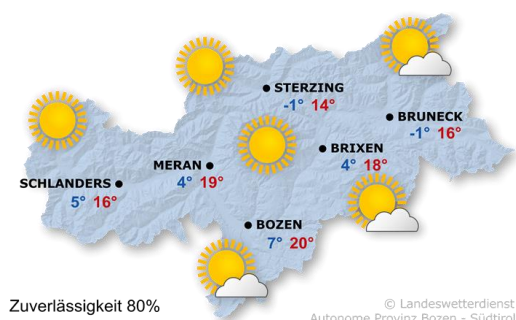 STERZING
-1° 14°
BRUNECK
-1° 16°
BRIXEN
4° 18°
MERAN
4° 19°
SCHLANDERS
5° 16°
BOZEN
7° 20°
Zuverlässigkeit 80%
© Landeswetterdienst
Autonome Provinz Bozen - Südtirol